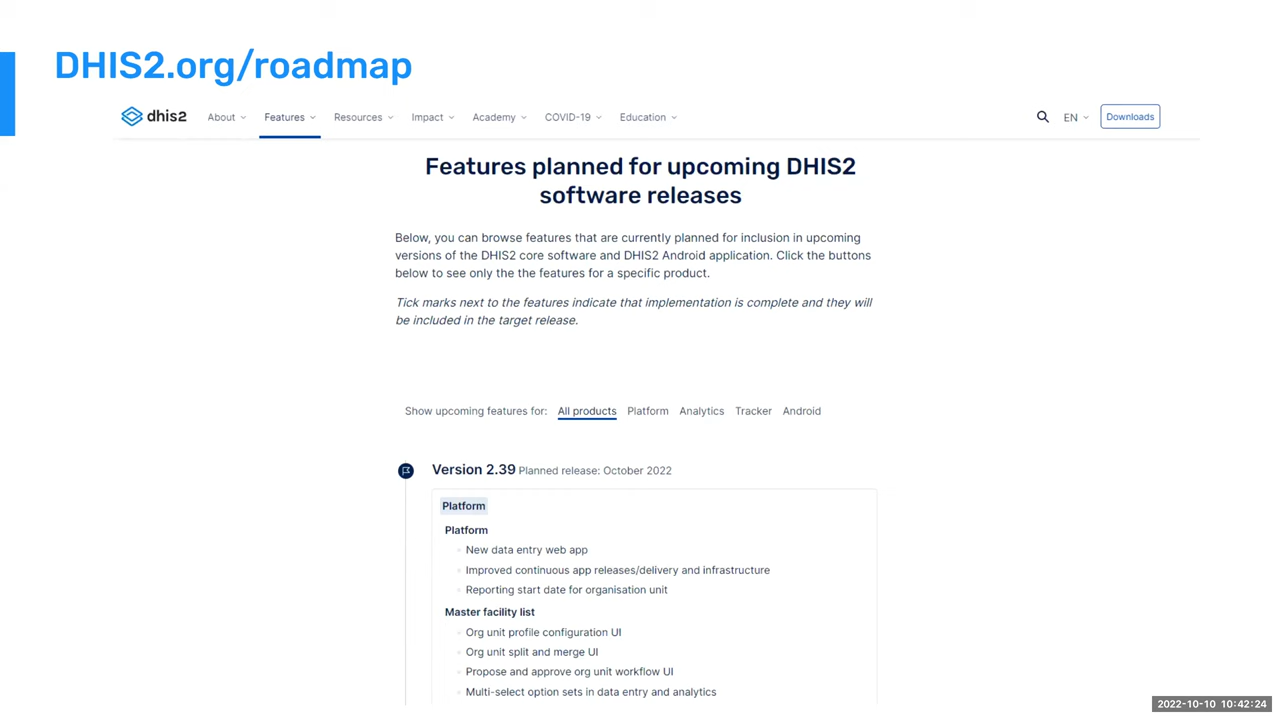 DHIS2.org/roadmap
dhis2 About Features Resources Impact Academy COVID-19 Education EN Downloads
Features planned for upcoming DHIS2
software releases
Below, you can browse features that are currently planned for inclusion in upcoming
versions of the DHIS2 core software and DHIS2 Android application. Click the buttons
below to see only the the features for a specific product.
Tick marks next to the features indicate that implementation is complete and they will
be included in the target release.
Show upcoming features for: All products Platform Analytics Tracker Android
Version 2.39 Planned release: October 2022
Platform
Platform
New data entry web app
Improved continuous app releases/delivery and infrastructure
Reporting start date for organisation unit
Master facility list
Org unit profile configuration UI
Org unit split and merge UI
Propose and approve org unit workflow UI
Multi-select option sets in data entry and analytics
2022-10-10 10:42:24